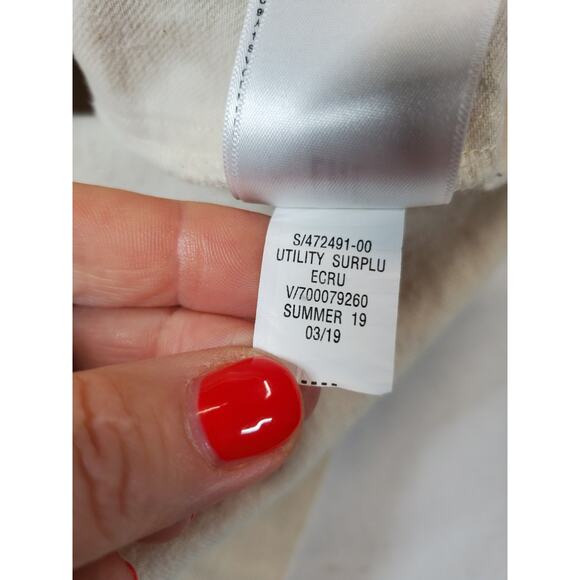 S/472491-00
UTILITY SURPLU
ECRU
V/700079260
SUMMER 19
03/19